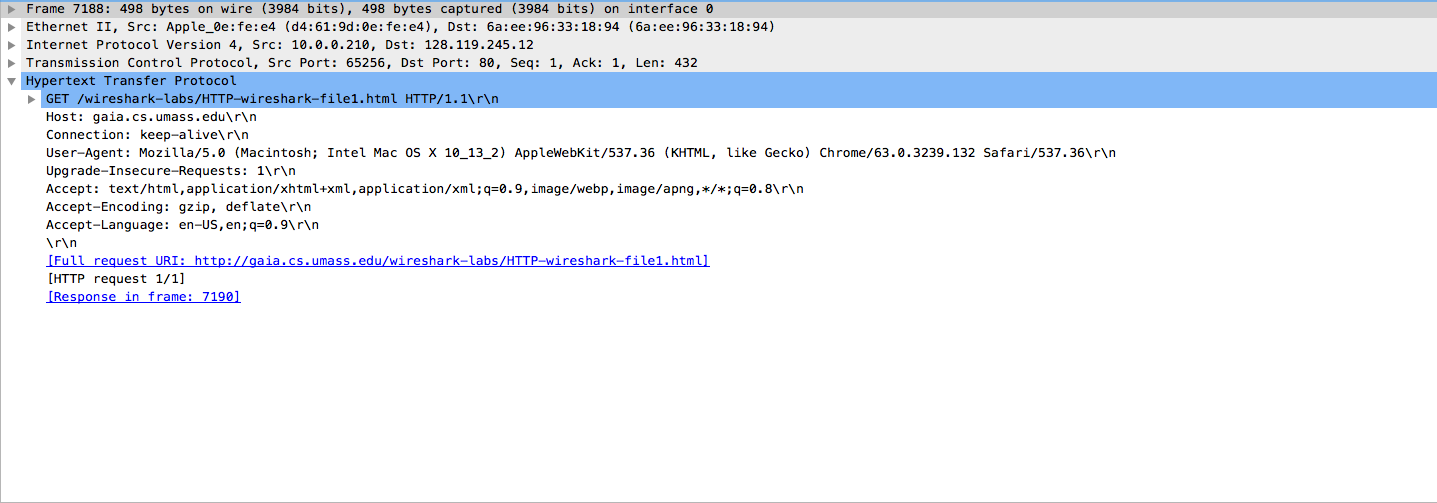 Frame 7188: 498 bytes on wire (3984 bits), 498 bytes captured (3984 bits) on interface 0
Ethernet II, Src: Apple_0e:fe:e4 (d4:61:9d:0e:fe:e4), Dst: 6a:ee:96:33:18:94 (6a:ee:96:33:18:94)
Internet Protocol Version 4, Src: 10.0.0.210, Dst: 128.119.245.12
Transmission Control Protocol, Src Port: 65256, Dst Port: 80, Seq: 1, Ack: 1, Len: 432
Hypertext Transfer Protocol
GET /wireshark-labs/HTTP-wireshark-file1.html HTTP/1.1\r\n
Host: gaia.cs.umass.edu\r\n
Connection: keep-alive\r\n
User-Agent: Mozilla/5.0 (Macintosh; Intel Mac OS X 10_13_2) AppleWebKit/537.36 (KHTML, like Gecko) Chrome/63.0.3239.132 Safari/537.36\r\n
Upgrade-Insecure-Requests: 1\r\n
Accept: text/html,application/xhtml+xml,application/xml;q=0.9,image/webp,image/apng,*/*;q=0.8\r\n
Accept-Encoding: gzip, deflate\r\n
Accept-Language: en-US,en;q=0.9\r\n
\r\n
[Full request URI: http://gaia.cs.umass.edu/wireshark-labs/HTTP-wireshark-file1.html]
[HTTP request 1/1]
[Response in frame: 7190]